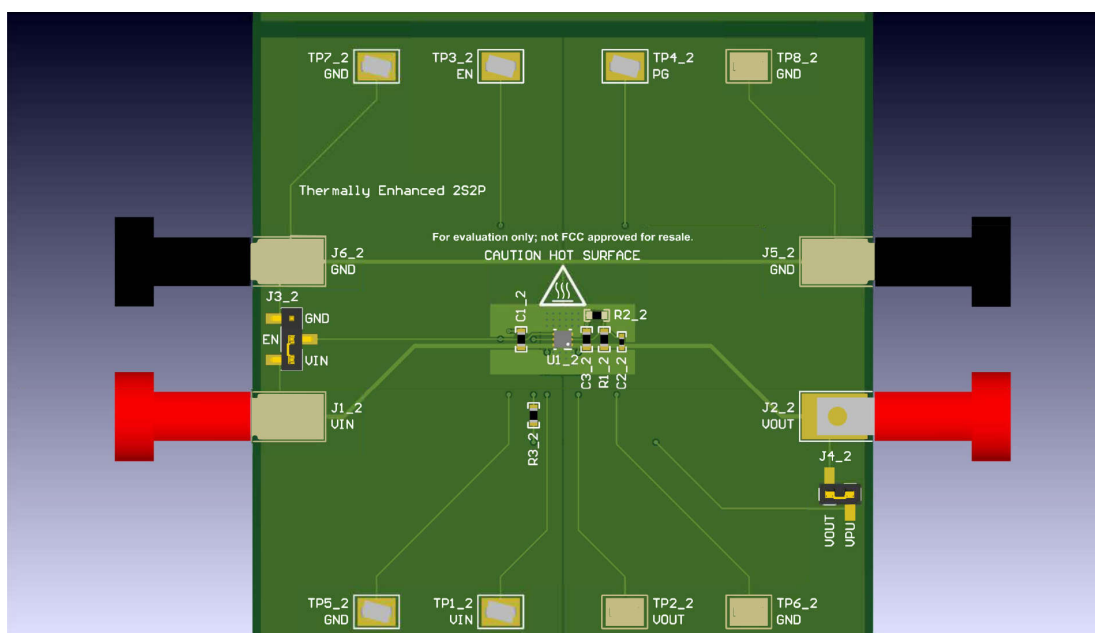 TP7_2
GND
TP3_2
EN
TP4_2
PG
TP8_2
GND
Thermally Enhanced 2S2P
For evaluation only; not FCC approved for resale.
CAUTION HOT SURFACE
J6_2
GND
J5_2
GND
J3_2
GND
EN
VIN
C1_2
R2_2
U1_2
C3_2
R1_2
C2_2
J1_2
VIN
R3_2
J2_2
VOUT
J4_2
VOUT
VPU
TP5_2
GND
TP1_2
VIN
TP2_2
VOUT
TP6_2
GND